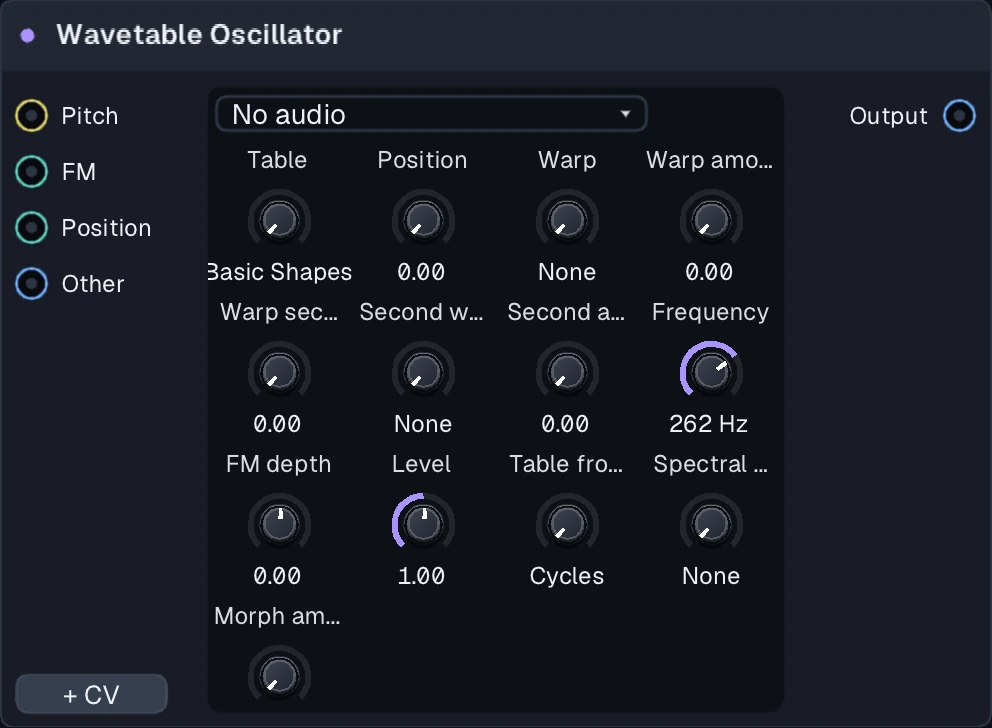 Wavetable Oscillator
Pitch
FM
Position
Other
No audio
Output
Table Position Warp Warp amo...
Basic Shapes 0.00 None 0.00
Warp sec... Second w... Second a... Frequency
0.00 None 0.00 262 Hz
FM depth Level Table fro... Spectral ...
0.00 1.00 Cycles None
Morph am...
+ CV